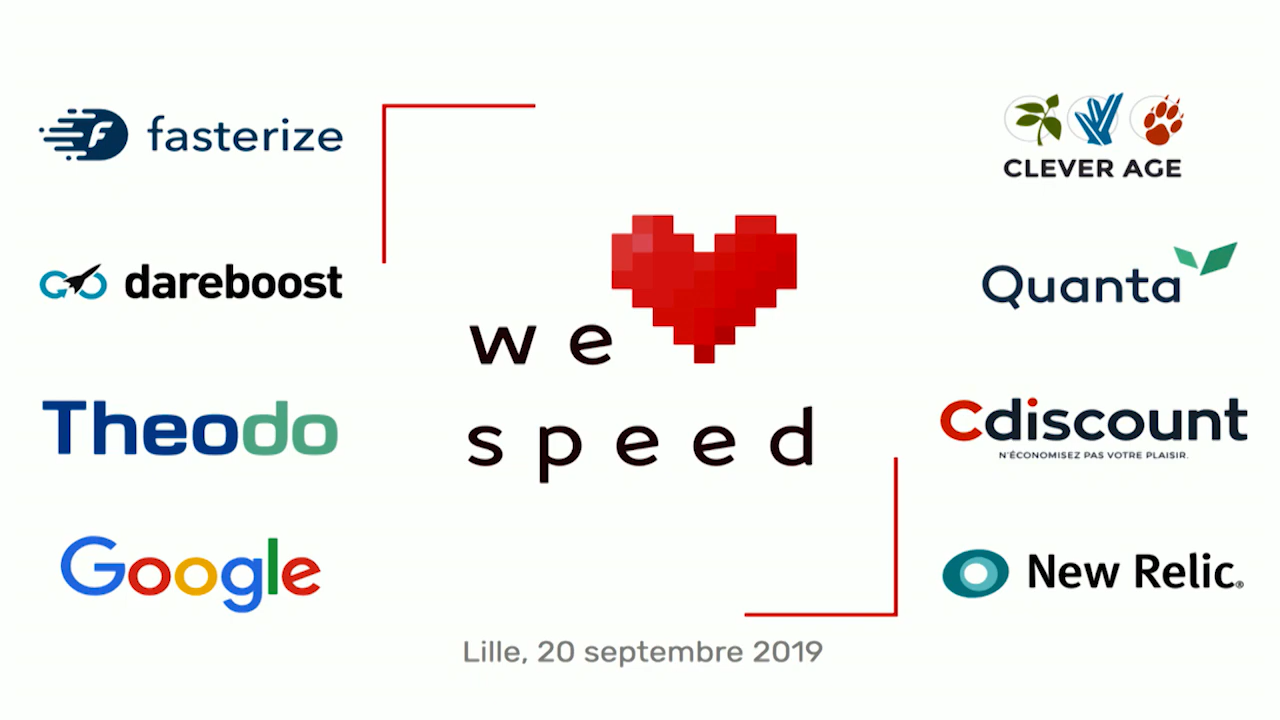 fasterize
dareboost
Theodo
Google
we
speed
Lille, 20 septembre 2019
CLEVER AGE
Quanta
Cdiscount
N'ÉCONOMISEZ PAS VOTRE PLAISIR.
New Relic®